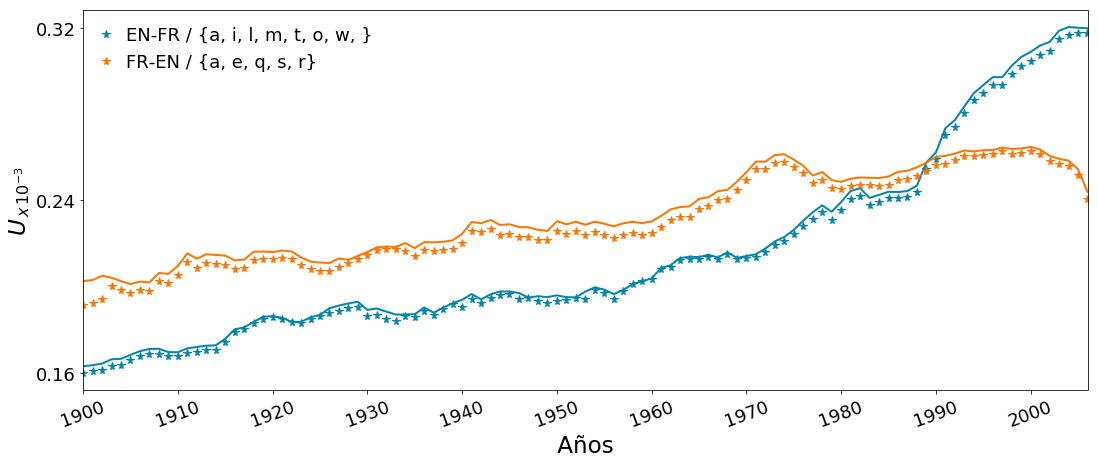 EN-FR / {a, i, l, m, t, o, w, }
FR-EN / {a, e, q, s, r}
0.32
0.24
0.16
U x 10⁻³
1900 1910 1920 1930 1940 1950 1960 1970 1980 1990 2000
Años